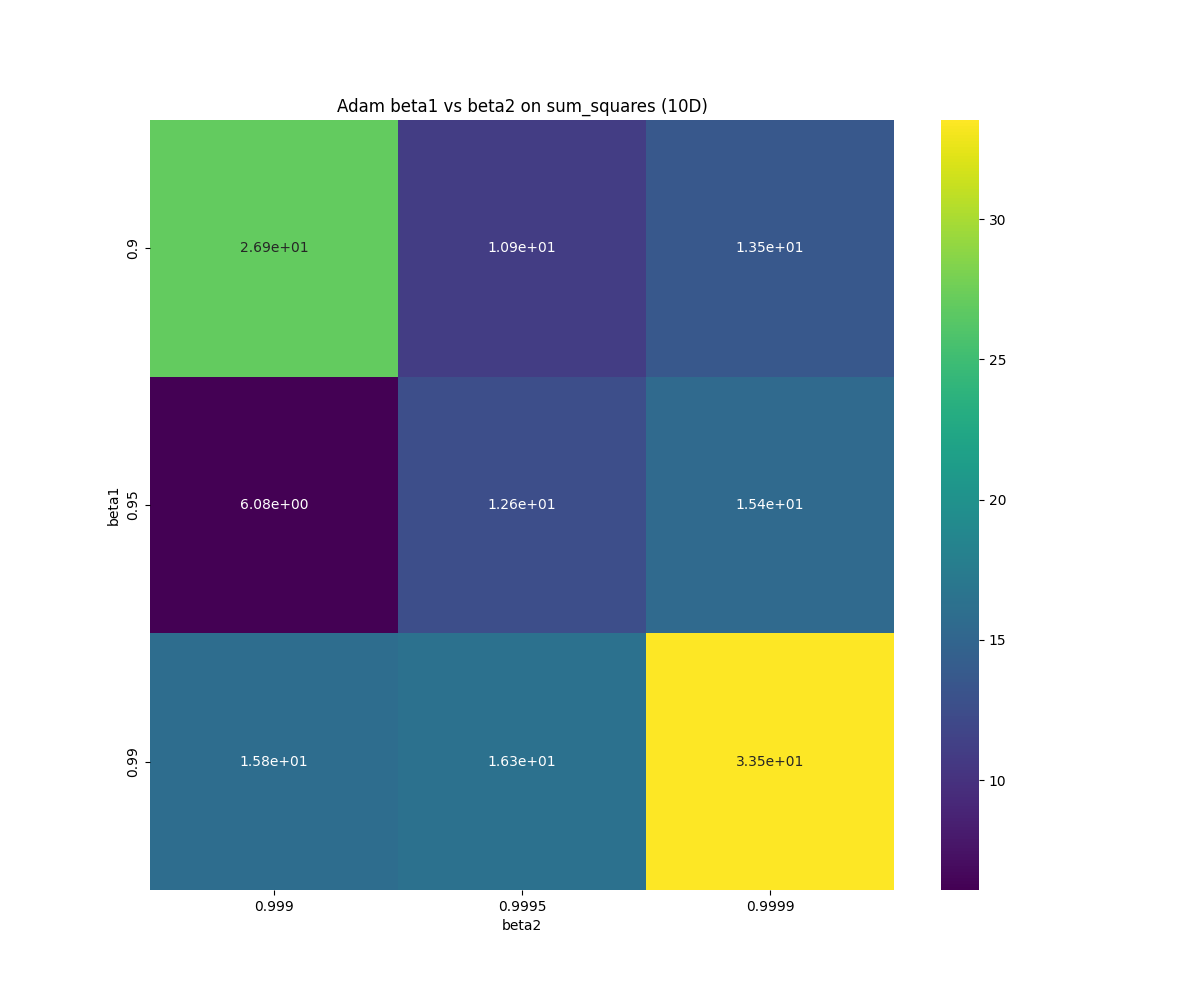 Adam beta1 vs beta2 on sum_squares (10D)
2.69e+01 1.09e+01 1.35e+01
6.08e+00 1.26e+01 1.54e+01
1.58e+01 1.63e+01 3.35e+01
0.9
0.95
0.99
beta1
0.999 0.9995 0.9999
beta2
30
25
20
15
10